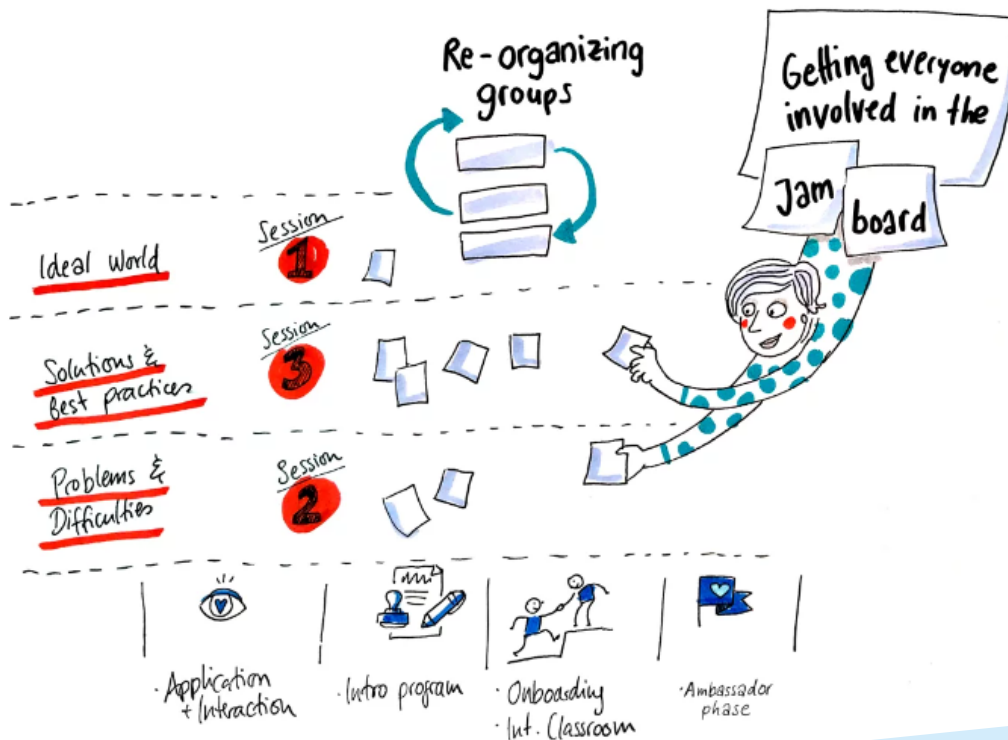 Re-organizing
groups
Getting everyone
involved in the
Jam
board
Ideal World
Session
1
Solutions &
Best practices
Session
3
Problems &
Difficulties
Session
2
· Application
+ Interaction
· Intro program
· Onboarding
· Int. Classroom
· Ambassador
phase